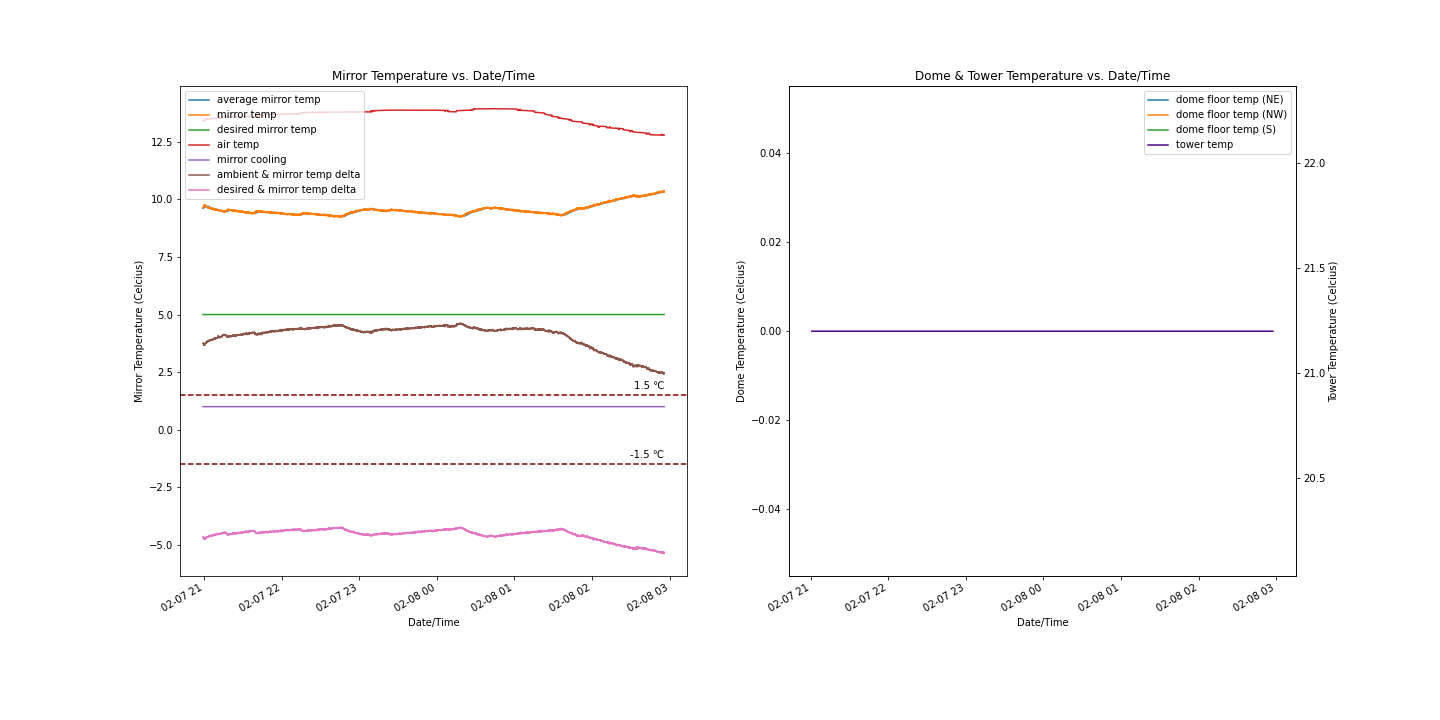 Mirror Temperature vs. Date/Time
average mirror temp
mirror temp
desired mirror temp
air temp
mirror cooling
ambient & mirror temp delta
desired & mirror temp delta
12.5
10.0
7.5
5.0
2.5
0.0
−2.5
−5.0
Mirror Temperature (Celcius)
1.5 °C
-1.5 °C
02-07 21
02-07 22
02-07 23
02-08 00
02-08 01
02-08 02
02-08 03
Date/Time
Dome & Tower Temperature vs. Date/Time
dome floor temp (NE)
dome floor temp (NW)
dome floor temp (S)
tower temp
0.04
0.02
0.00
−0.02
−0.04
Dome Temperature (Celcius)
22.0
21.5
21.0
20.5
Tower Temperature (Celcius)
02-07 21
02-07 22
02-07 23
02-08 00
02-08 01
02-08 02
02-08 03
Date/Time